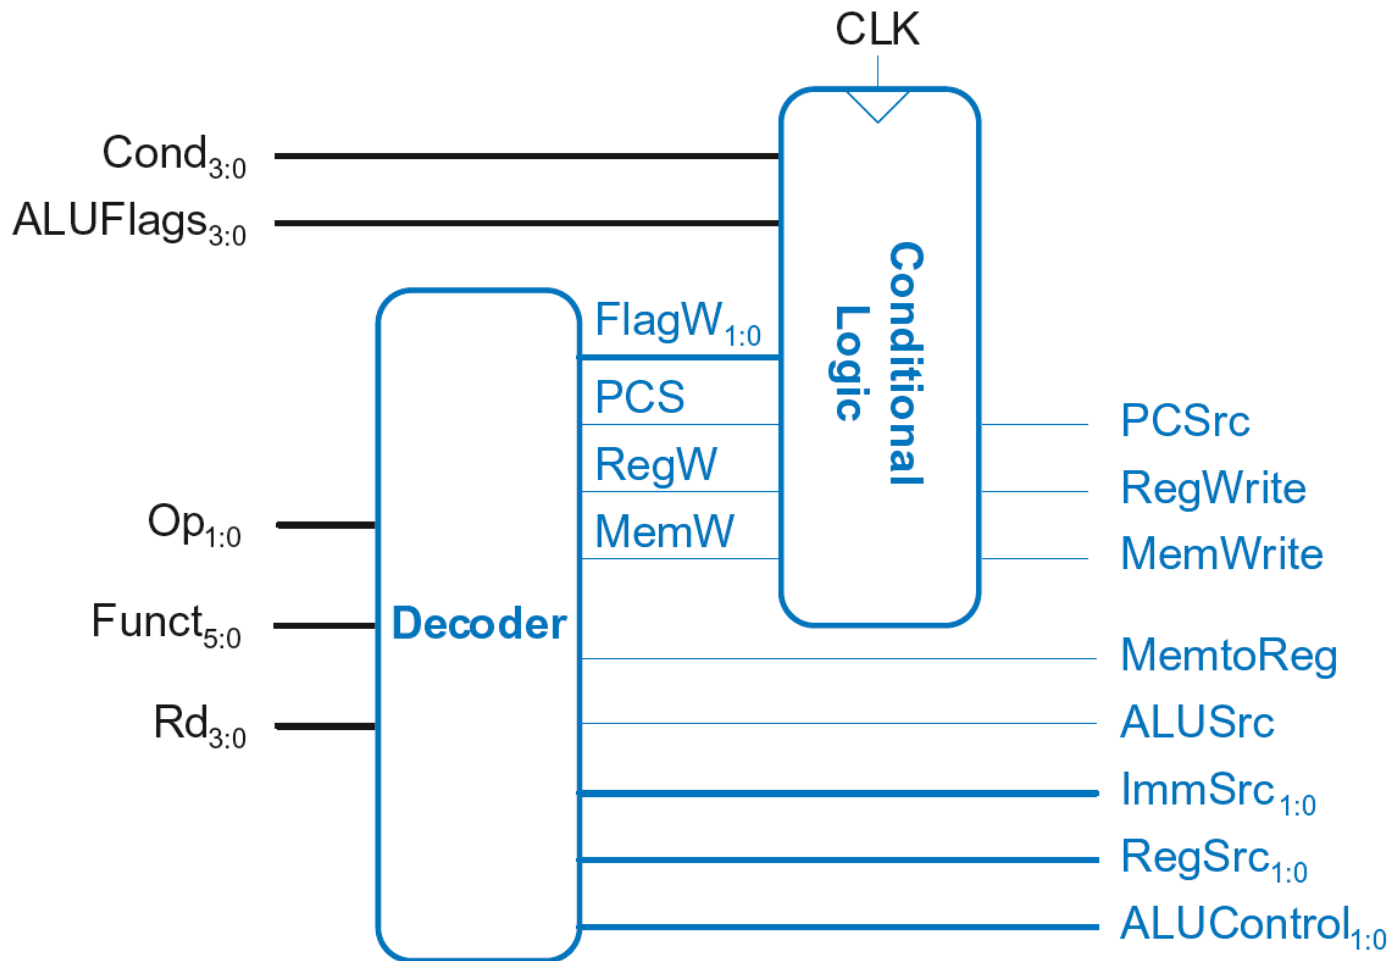 CLK
Cond3:0
ALUFlags3:0
Conditional
Logic
FlagW1:0
PCS
RegW
MemW
PCSrc
RegWrite
MemWrite
Op1:0
Funct5:0
Rd3:0
Decoder
MemtoReg
ALUSrc
ImmSrc1:0
RegSrc1:0
ALUControl1:0